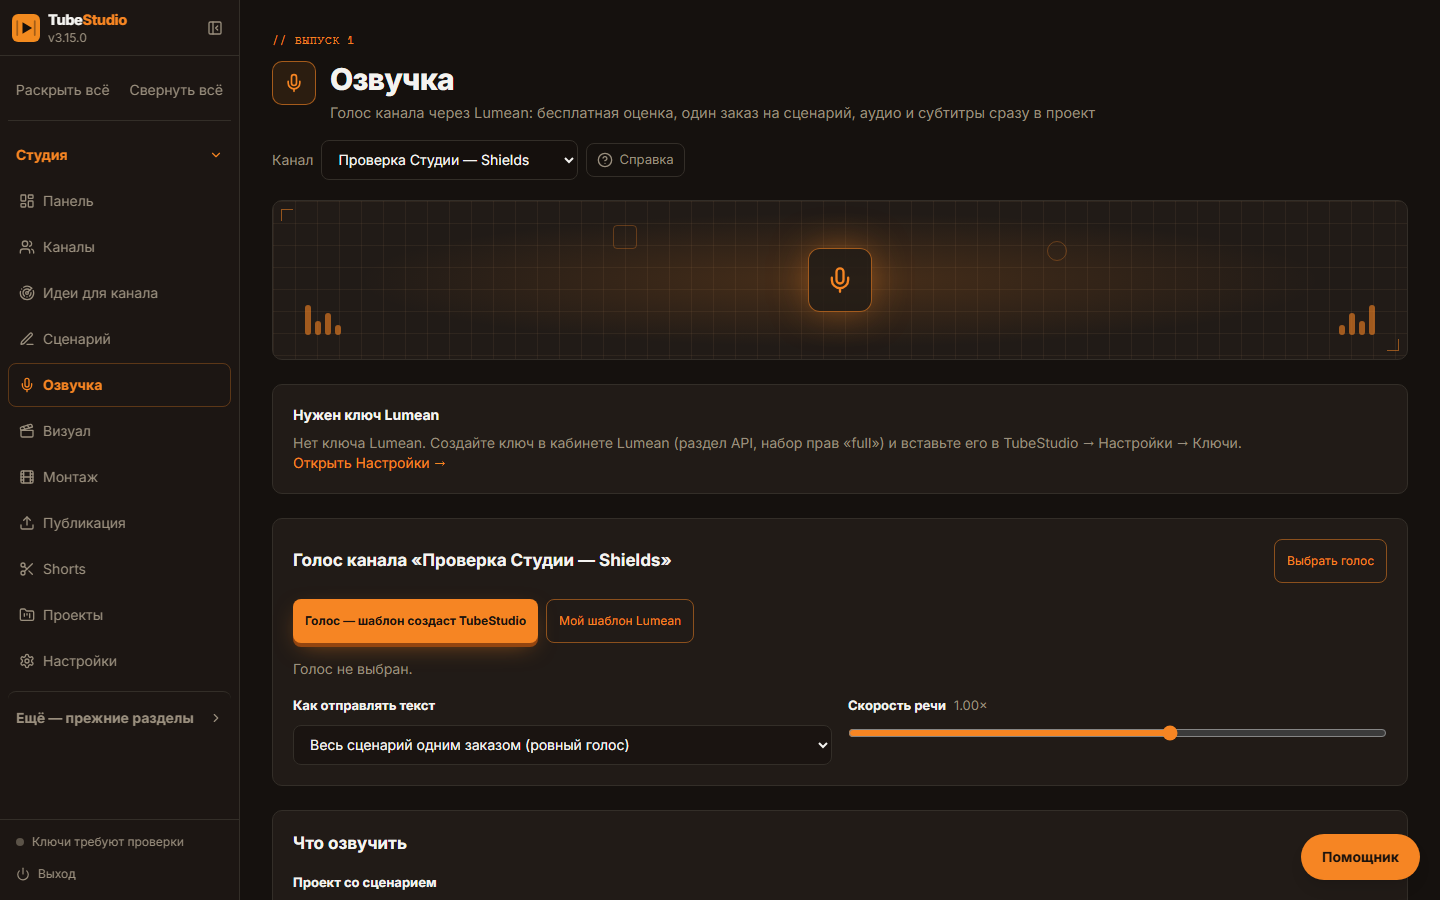 TubeStudio
v3.15.0
Раскрыть всё
Свернуть всё
Студия
Панель
Каналы
Идеи для канала
Сценарий
Озвучка
Визуал
Монтаж
Публикация
Shorts
Проекты
Настройки
Ещё — прежние разделы
Ключи требуют проверки
Выход
// ВЫПУСК 1
Озвучка
Голос канала через Lumean: бесплатная оценка, один заказ на сценарий, аудио и субтитры сразу в проект
Канал
Проверка Студии — Shields
Справка
Нужен ключ Lumean
Нет ключа Lumean. Создайте ключ в кабинете Lumean (раздел API, набор прав «full») и вставьте его в TubeStudio → Настройки → Ключи.
Открыть Настройки →
Голос канала «Проверка Студии — Shields»
Выбрать голос
Голос — шаблон создаст TubeStudio
Мой шаблон Lumean
Голос не выбран.
Как отправлять текст
Весь сценарий одним заказом (ровный голос)
Скорость речи 1.00×
Что озвучить
Проект со сценарием
Помощник